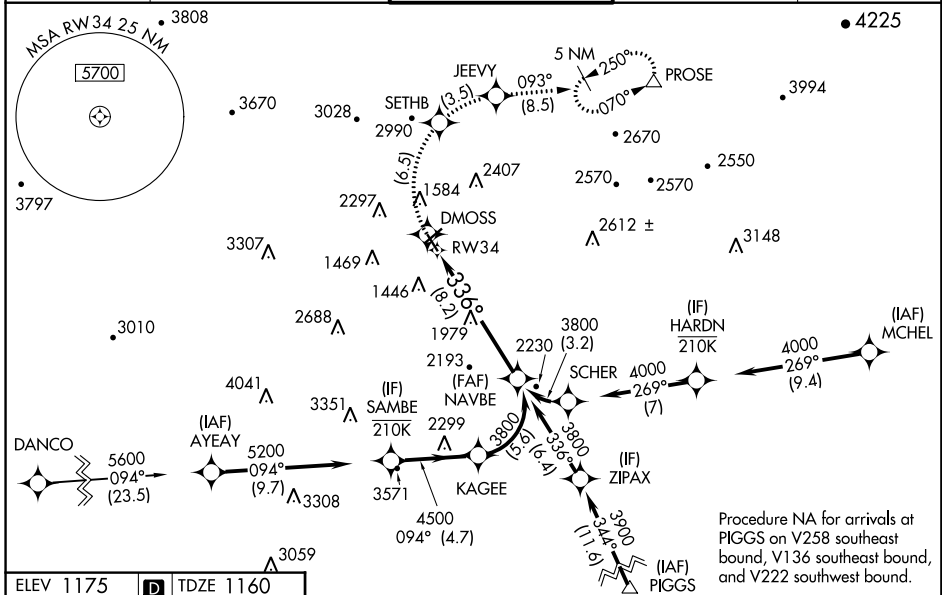 MSA RW34 25 NM
5700
3808
4225
JEEVY
093°
(8.5)
5 NM
250°
070°
PROSE
3994
SETHB
(3.5)
3670
3028
2990
2670
2550
2570
2570
(6.5)
2407
1584
2297
3797
DMOSS
RW34
2612 ±
3148
3307
1469
1446
336°
(8.2)
1979
2688
3010
2193
2230
3800
(3.2)
(FAF)
NAVBE
SCHER
4000
269°
(7)
(IF)
HARDN
210K
4000
269°
(9.4)
(IAF)
MCHEL
4041
3351
(IF)
SAMBE
210K
2299
3800
(5.6)
3800
336°
(6.4)
(IF)
ZIPAX
(IAF)
AYEAY
DANCO
5600
094°
(23.5)
5200
094°
(9.7)
3308
3571
4500
094° (4.7)
KAGEE
3900
344°
(11.6)
(IAF)
PIGGS
3059
Procedure NA for arrivals at
PIGGS on V258 southeast
bound, V136 southeast bound,
and V222 southwest bound.
ELEV 1175
D
TDZE 1160